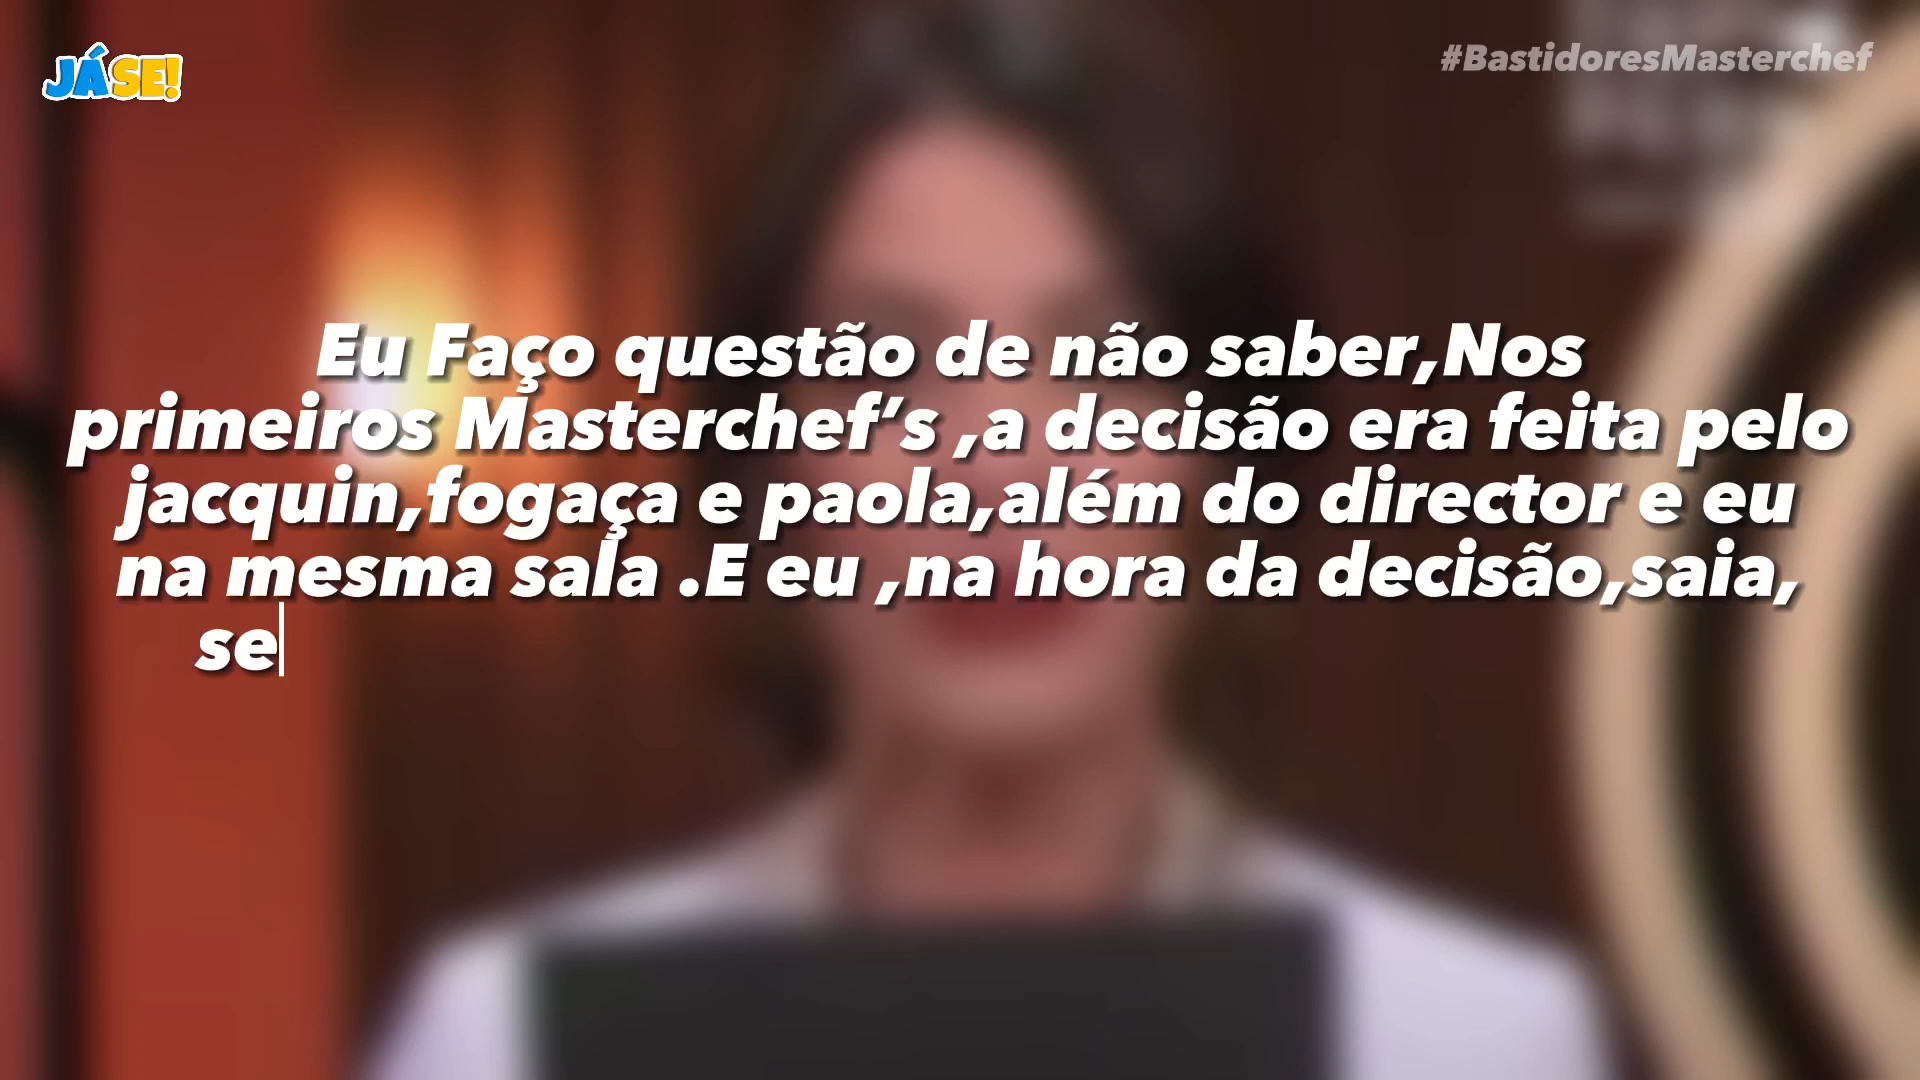 JÁSE!
#BastidoresMasterchef
Eu Faço questão de não saber,Nos
primeiros Masterchef’s ,a decisão era feita pelo
jacquin,fogaça e paola,além do director e eu
na mesma sala .E eu ,na hora da decisão,saia,
se